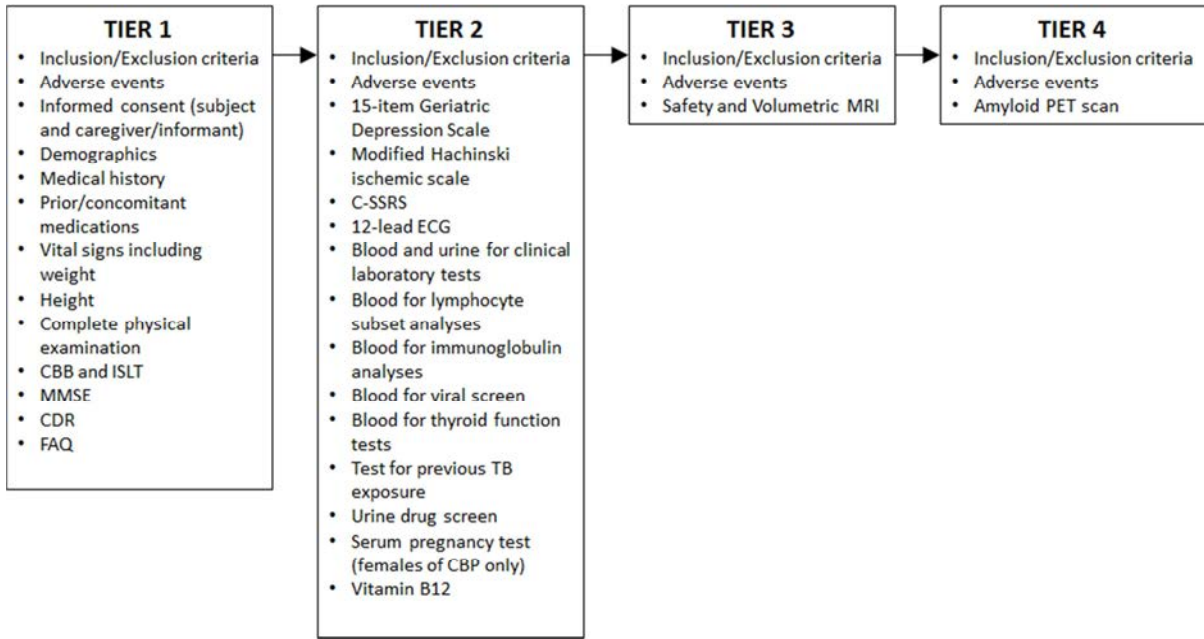 TIER 1
• Inclusion/Exclusion criteria
• Adverse events
• Informed consent (subject
and caregiver/informant)
• Demographics
• Medical history
• Prior/concomitant
medications
• Vital signs including
weight
• Height
• Complete physical
examination
• CBB and ISLT
• MMSE
• CDR
• FAQ
TIER 2
• Inclusion/Exclusion criteria
• Adverse events
• 15-item Geriatric
Depression Scale
• Modified Hachinski
ischemic scale
• C-SSRS
• 12-lead ECG
• Blood and urine for clinical
laboratory tests
• Blood for lymphocyte
subset analyses
• Blood for immunoglobulin
analyses
• Blood for viral screen
• Blood for thyroid function
tests
• Test for previous TB
exposure
• Urine drug screen
• Serum pregnancy test
(females of CBP only)
• Vitamin B12
TIER 3
• Inclusion/Exclusion criteria
• Adverse events
• Safety and Volumetric MRI
TIER 4
• Inclusion/Exclusion criteria
• Adverse events
• Amyloid PET scan